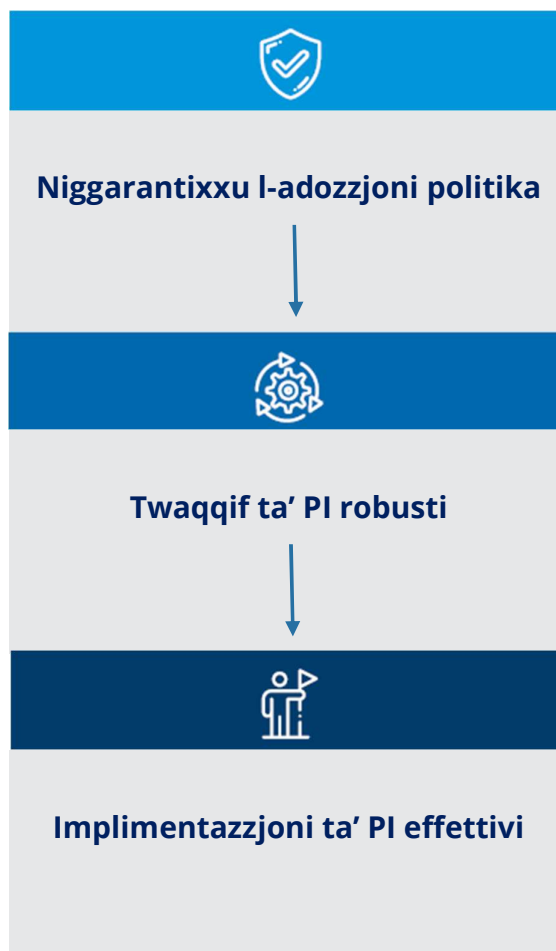 Niggarantixxu l-adozzjoni politika
Twaqqif ta’ PI robusti
Implimentazzjoni ta’ PI effettivi